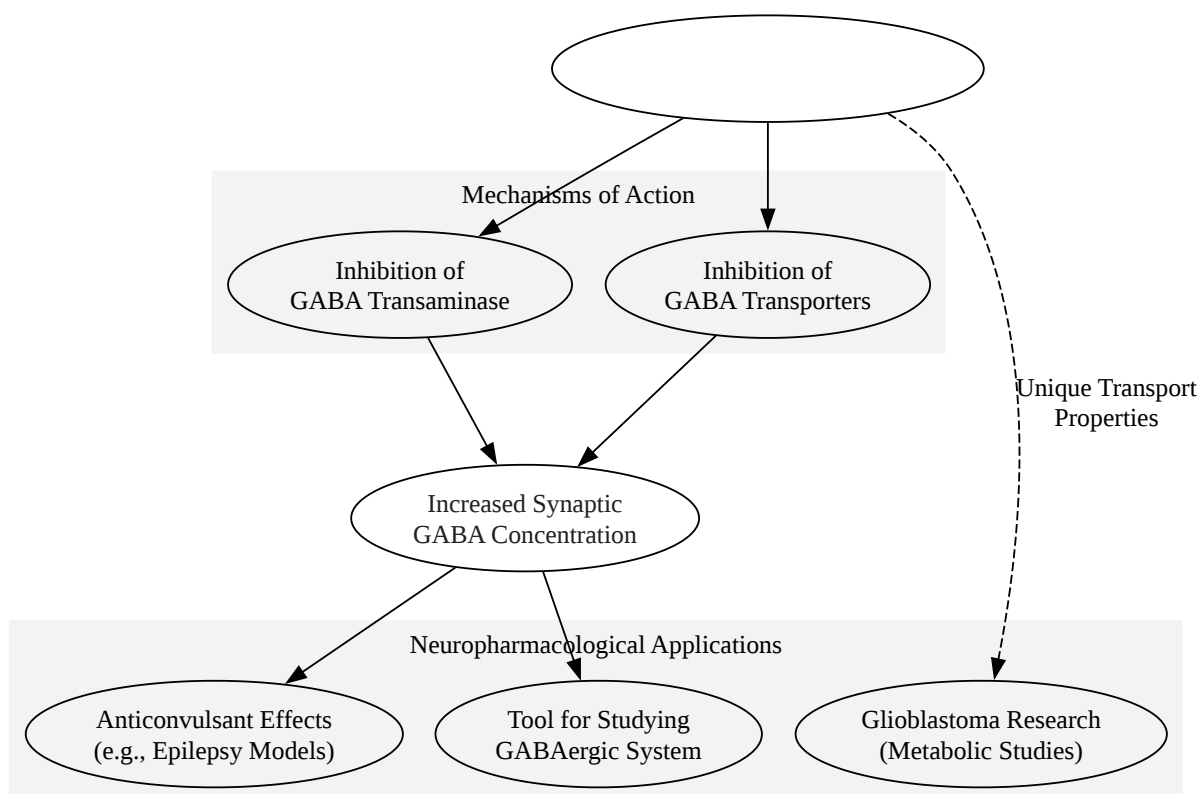 Mechanisms of Action
Inhibition of
GABA Transaminase
Inhibition of
GABA Transporters
Unique Transport
Properties
Increased Synaptic
GABA Concentration
Neuropharmacological Applications
Anticonvulsant Effects
(e.g., Epilepsy Models)
Tool for Studying
GABAergic System
Glioblastoma Research
(Metabolic Studies)